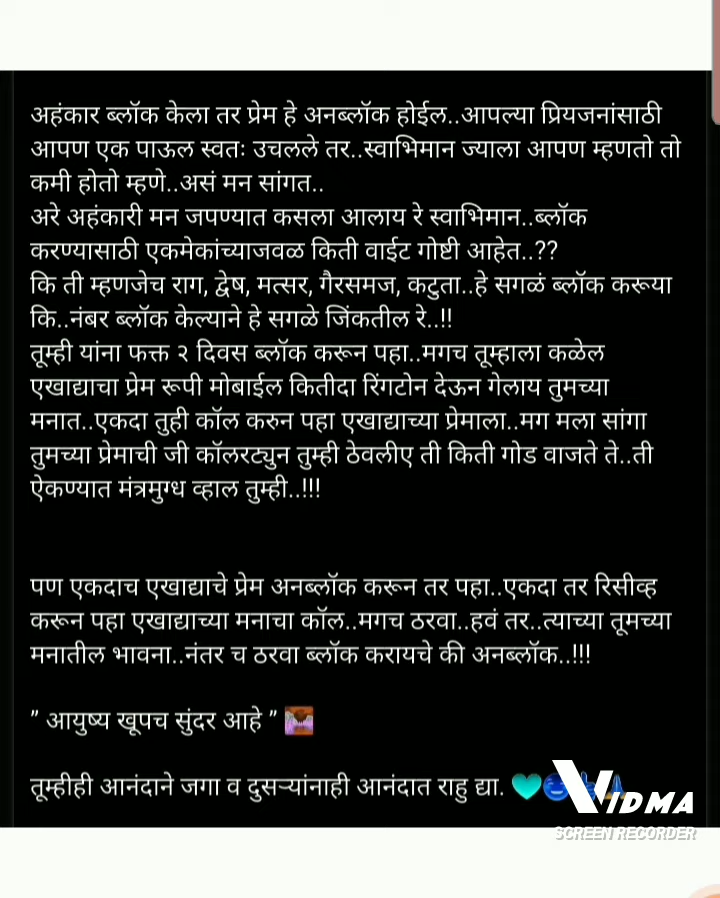 अहंकार ब्लॉक केला तर प्रेम हे अनब्लॉक होईल..आपल्या प्रियजनांसाठी
आपण एक पाऊल स्वतः उचलले तर..स्वाभिमान ज्याला आपण म्हणतो तो
कमी होतो म्हणे..असं मन सांगत..
अरे अहंकारी मन जपण्यात कसला आलाय रे स्वाभिमान..ब्लॉक
करण्यासाठी एकमेकांच्याजवळ किती वाईट गोष्टी आहेत..??
कि ती म्हणजेच राग, द्वेष, मत्सर, गैरसमज, कटुता..हे सगळं ब्लॉक करूया
कि..नंबर ब्लॉक केल्याने हे सगळे जिंकतील रे..!!
तूम्ही यांना फक्त २ दिवस ब्लॉक करून पहा..मगच तूम्हाला कळेल
एखाद्याचा प्रेम रूपी मोबाईल कितीदा रिंगटोन देऊन गेलाय तुमच्या
मनात..एकदा तुही कॉल करुन पहा एखाद्याच्या प्रेमाला..मग मला सांगा
तुमच्या प्रेमाची जी कॉलरट्युन तुम्ही ठेवलीए ती किती गोड वाजते ते..ती
ऐकण्यात मंत्रमुग्ध व्हाल तुम्ही..!!!
पण एकदाच एखाद्याचे प्रेम अनब्लॉक करून तर पहा..एकदा तर रिसीव्ह
करून पहा एखाद्याच्या मनाचा कॉल..मगच ठरवा..हवं तर..त्याच्या तूमच्या
मनातील भावना..नंतर च ठरवा ब्लॉक करायचे की अनब्लॉक..!!!
" आयुष्य खूपच सुंदर आहे "
तूम्हीही आनंदाने जगा व दुसऱ्यांनाही आनंदात राहु द्या.
VIDMA
SCREEN RECORDER